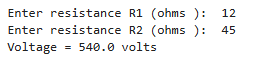 Enter resistance R1 (ohms ):  12
Enter resistance R2 (ohms ):  45
Voltage = 540.0 volts